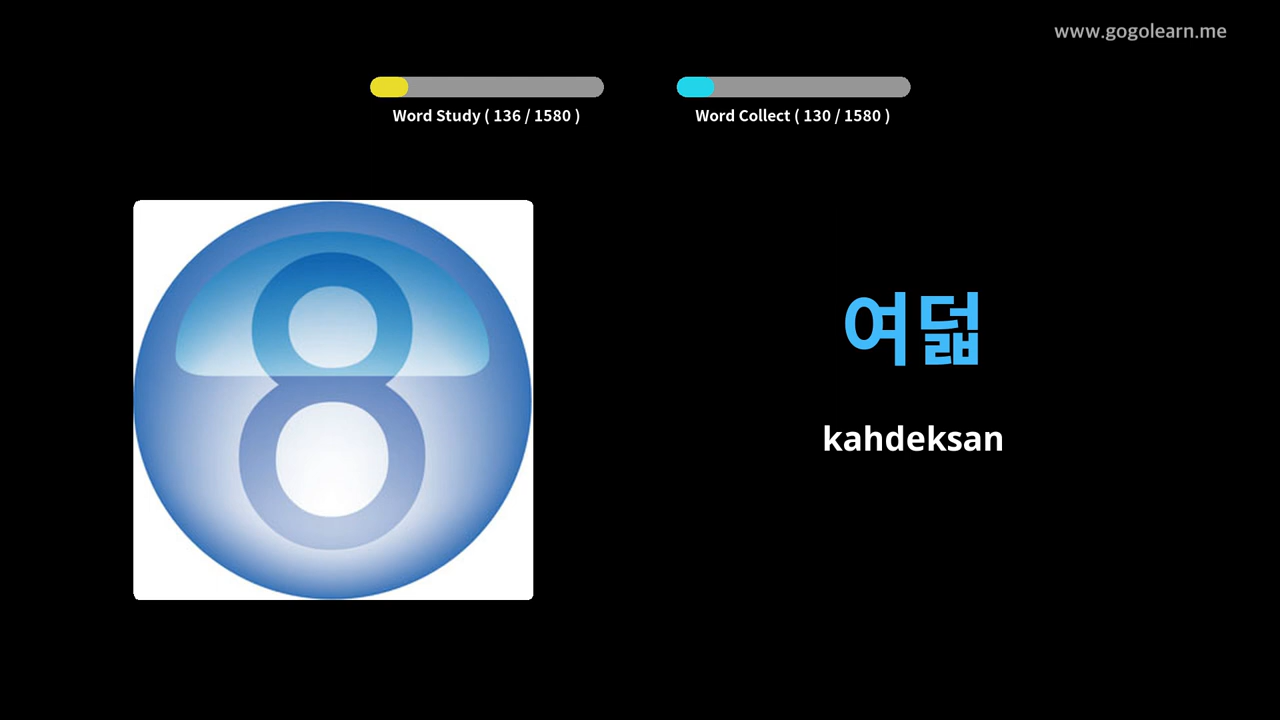 www.gogolearn.me
Word Study ( 136 / 1580 )
Word Collect ( 130 / 1580 )
8
여덟
kahdeksan